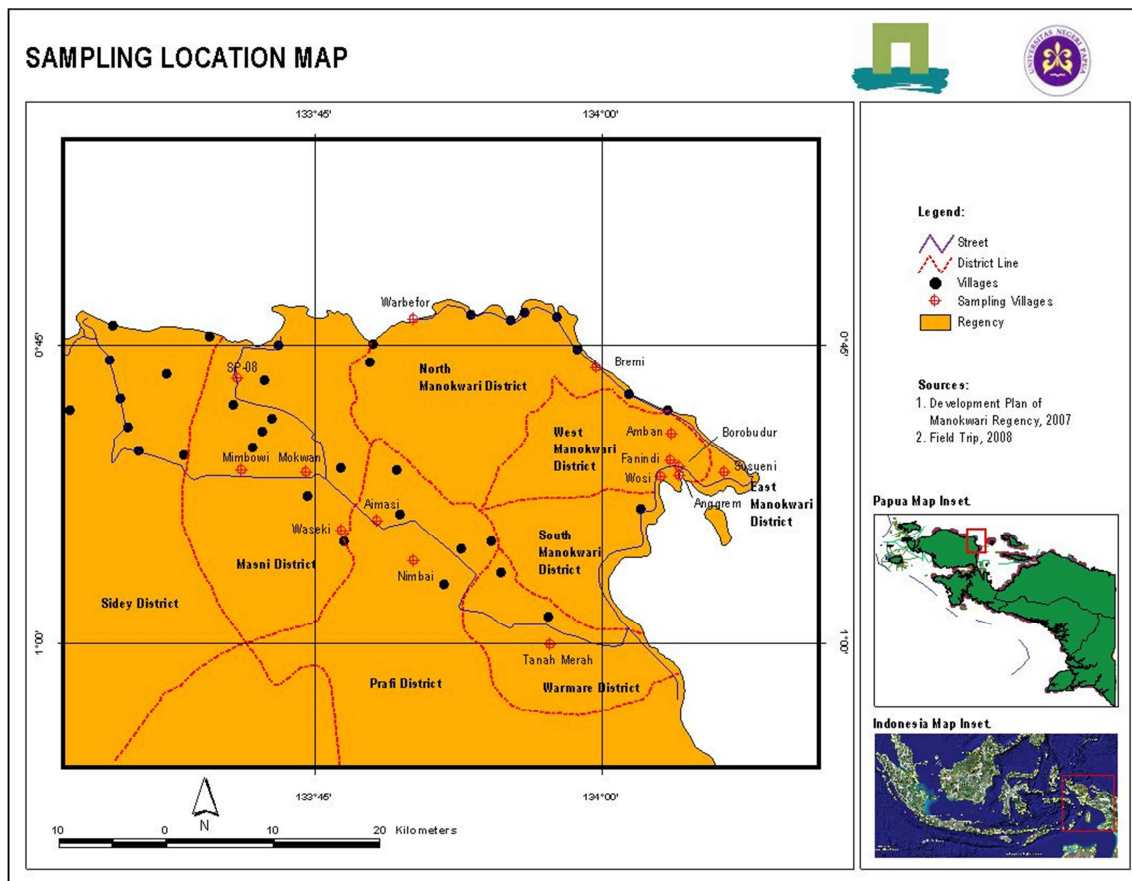 SAMPLING LOCATION MAP
UNIVERSITAS NEGERI PAPUA
133°45'
134°00'
Warbefor
0°45'
0°45'
SP-08
North
Manokwari District
Bremi
West
Manokwari
District
Amban
Borobudur
Fanindi
Mimbowi
Mokwan
Wosi
Susueni
Anggrem
East
Manokwari
District
Aimasi
Waseki
South
Manokwari
District
Masni District
Nimbai
Sidey District
1°00'
1°00'
Tanah Merah
Prafi District
Warmare District
133°45'
134°00'
N
10
0
10
20
Kilometers
Legend:
Street
District Line
Villages
Sampling Villages
Regency
Sources:
1. Development Plan of
Manokwari Regency, 2007
2. Field Trip, 2008
Papua Map Inset.
Indonesia Map Inset.